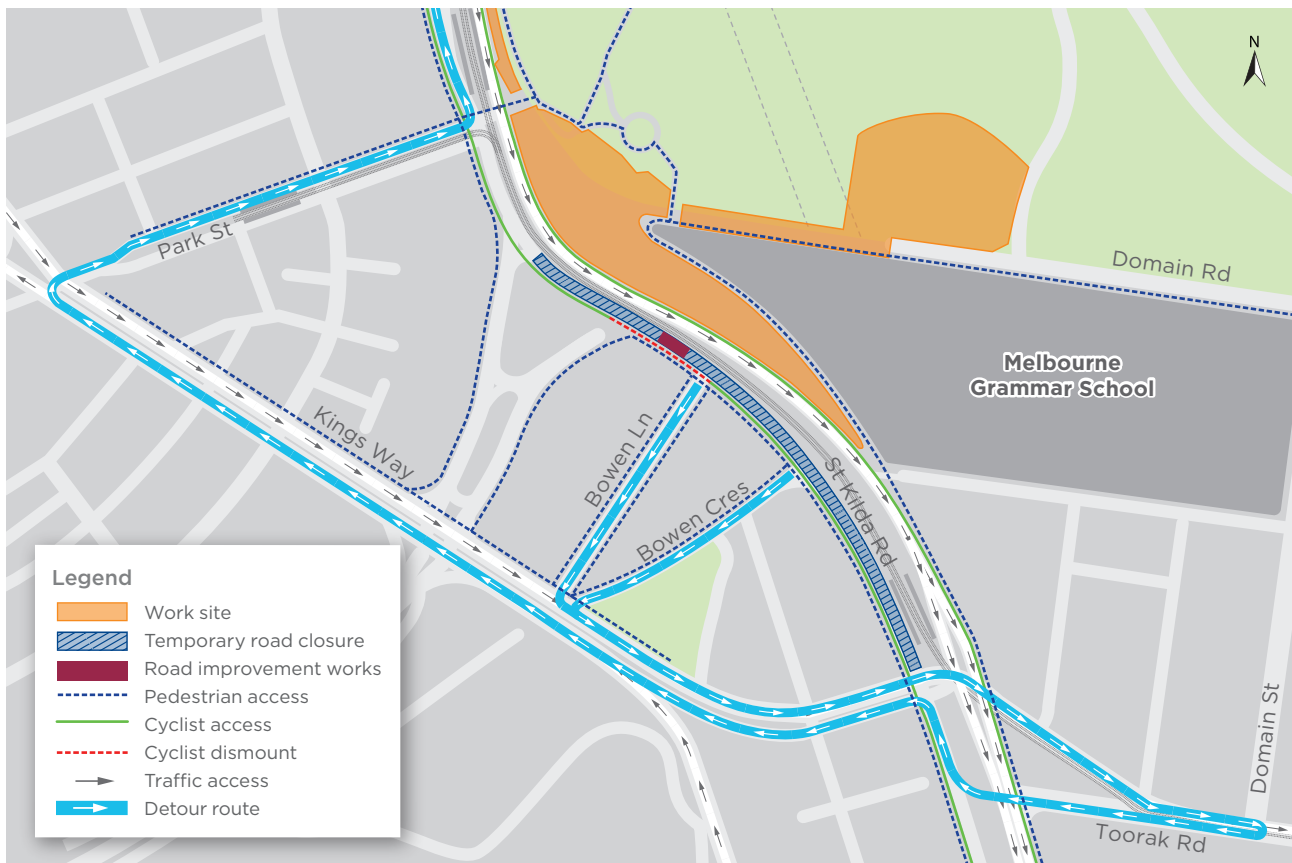 N
Park St
Domain Rd
Melbourne
Grammar School
Kings Way
Bowen Ln
Bowen Cres
St Kilda Rd
Domain St
Toorak Rd
Legend
Work site
Temporary road closure
Road improvement works
Pedestrian access
Cyclist access
Cyclist dismount
Traffic access
Detour route